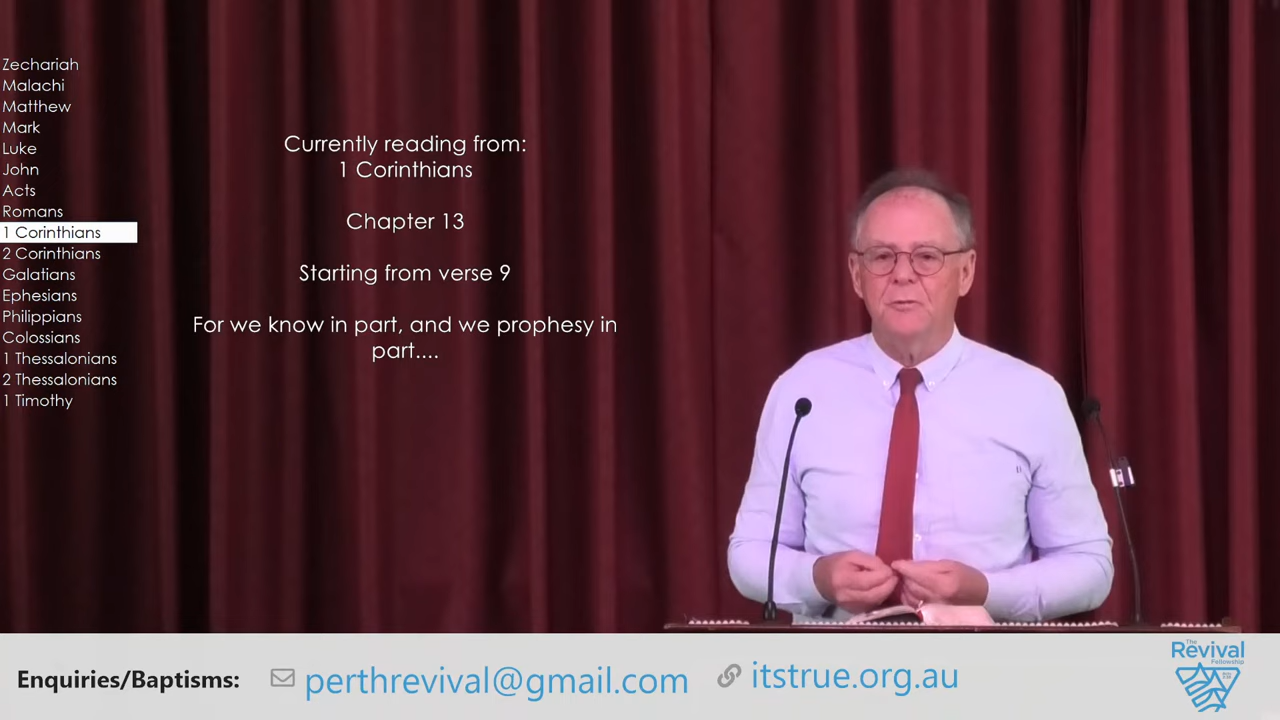 Zechariah
Malachi
Matthew
Mark
Luke
John
Acts
Romans
1 Corinthians
2 Corinthians
Galatians
Ephesians
Philippians
Colossians
1 Thessalonians
2 Thessalonians
1 Timothy
Currently reading from:
1 Corinthians
Chapter 13
Starting from verse 9
For we know in part, and we prophesy in
part....
Enquiries/Baptisms:
perthrevival@gmail.com
itstrue.org.au
The
Revival
Fellowship